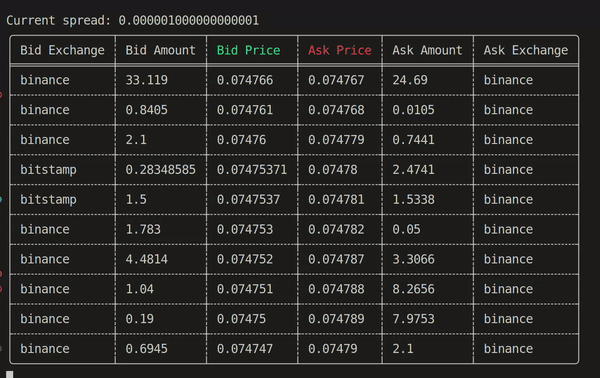 Current spread: 0.000001000000000001
Bid Exchange Bid Amount Bid Price Ask Price Ask Amount Ask Exchange
binance 33.119 0.074766 0.074767 24.69 binance
binance 0.8405 0.074761 0.074768 0.0105 binance
binance 2.1 0.07476 0.074779 0.7441 binance
bitstamp 0.28348585 0.07475371 0.07478 2.4741 binance
bitstamp 1.5 0.0747537 0.074781 1.5338 binance
binance 1.783 0.074753 0.074782 0.05 binance
binance 4.4814 0.074752 0.074787 3.3066 binance
binance 1.04 0.074751 0.074788 8.2656 binance
binance 0.19 0.07475 0.074789 7.9753 binance
binance 0.6945 0.074747 0.07479 2.1 binance